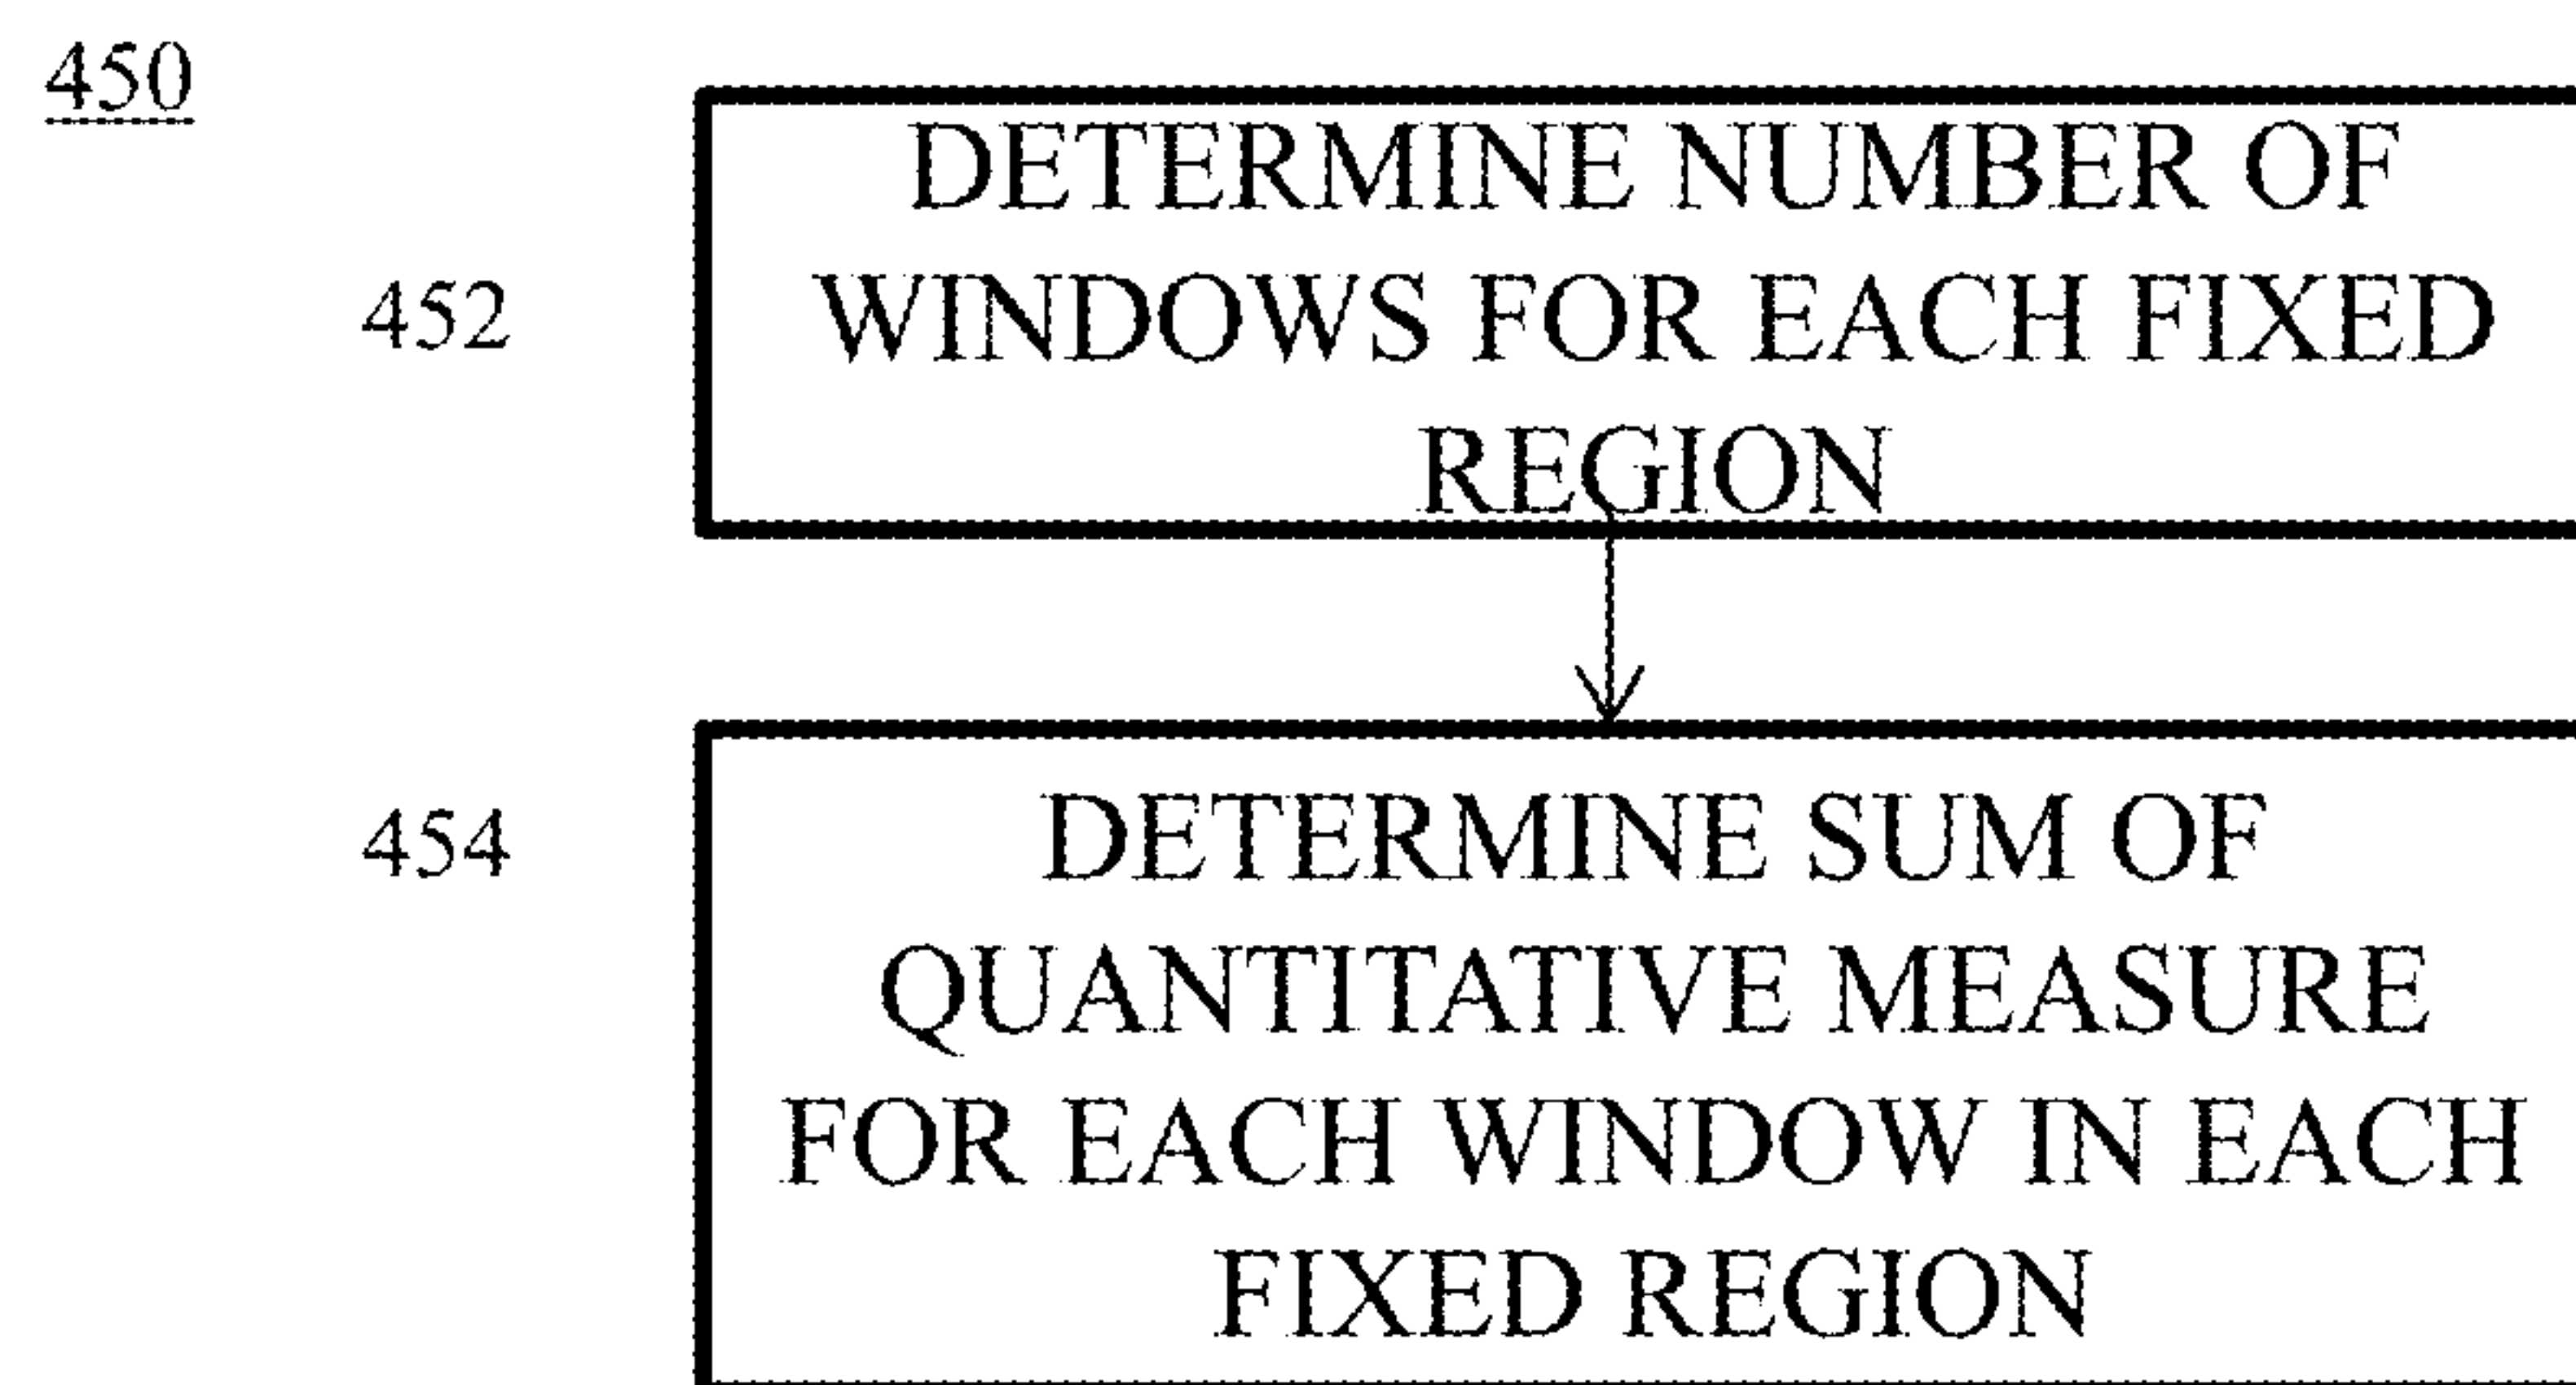 450
DETERMINE NUMBER OF
452
WINDOWS FOR EACH FIXED
REGION
454
DETERMINE SUM OF
QUANTITATIVE MEASURE
FOR EACH WINDOW IN EACH
FIXED REGION